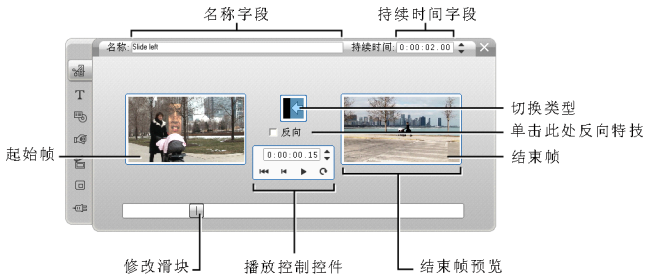 名称字段
持续时间字段
名称: Slide left
持续时间: 0:00:02.00
T
切换类型
反向
单击此处反向特技
起始帧
0:00:00.15
结束帧
修改滑块
播放控制控件
结束帧预览